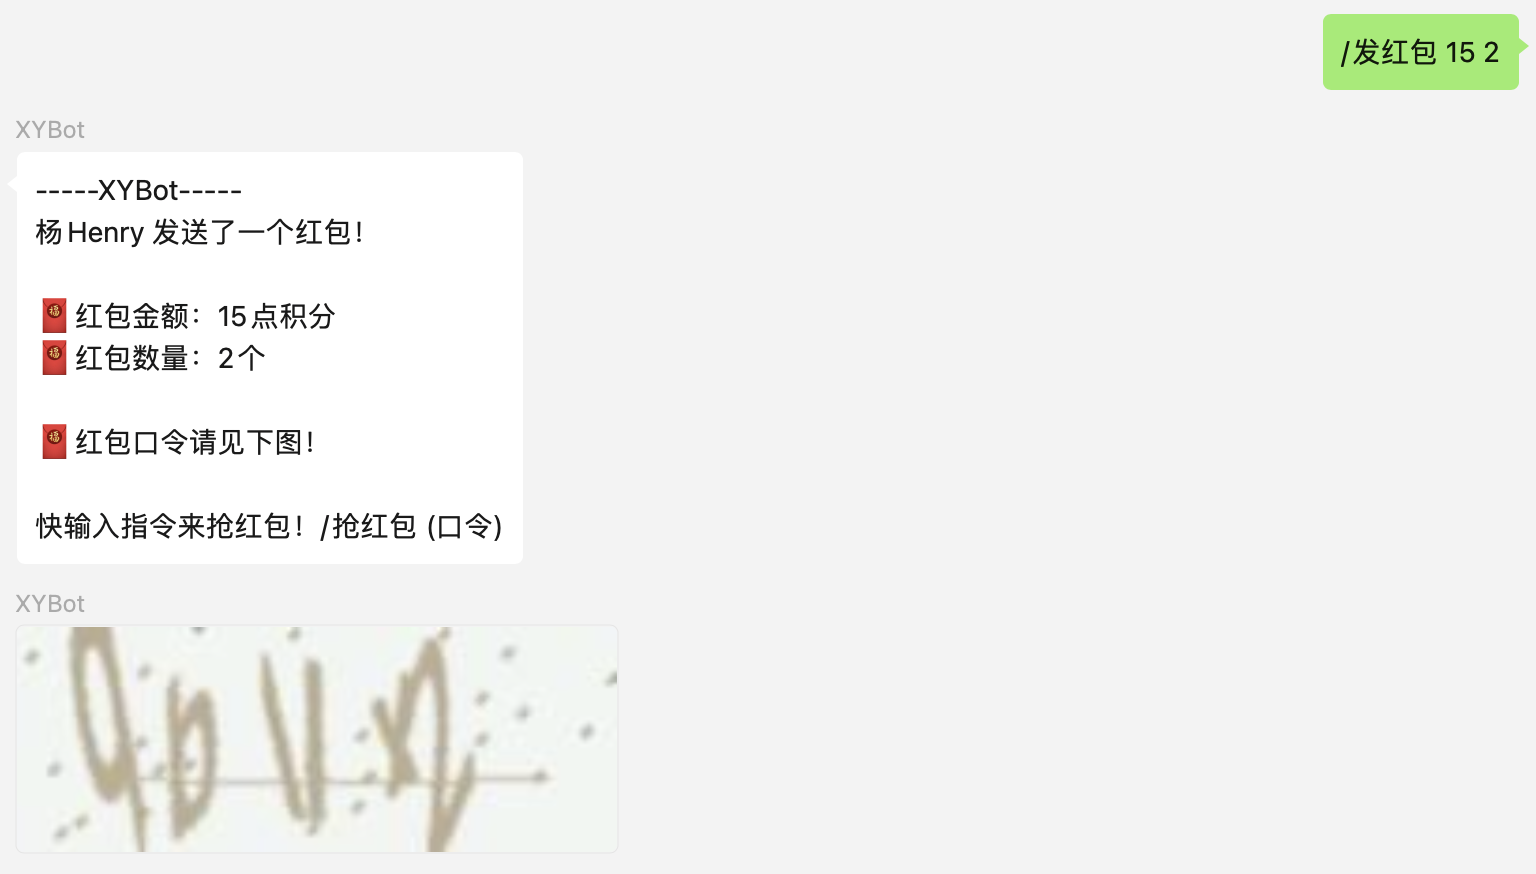 /发红包 15 2
XYBot
-----XYBot-----
杨Henry 发送了一个红包！
🧧红包金额：15点积分
🧧红包数量：2个
🧧红包口令请见下图！
快输入指令来抢红包！/抢红包 (口令)
XYBot